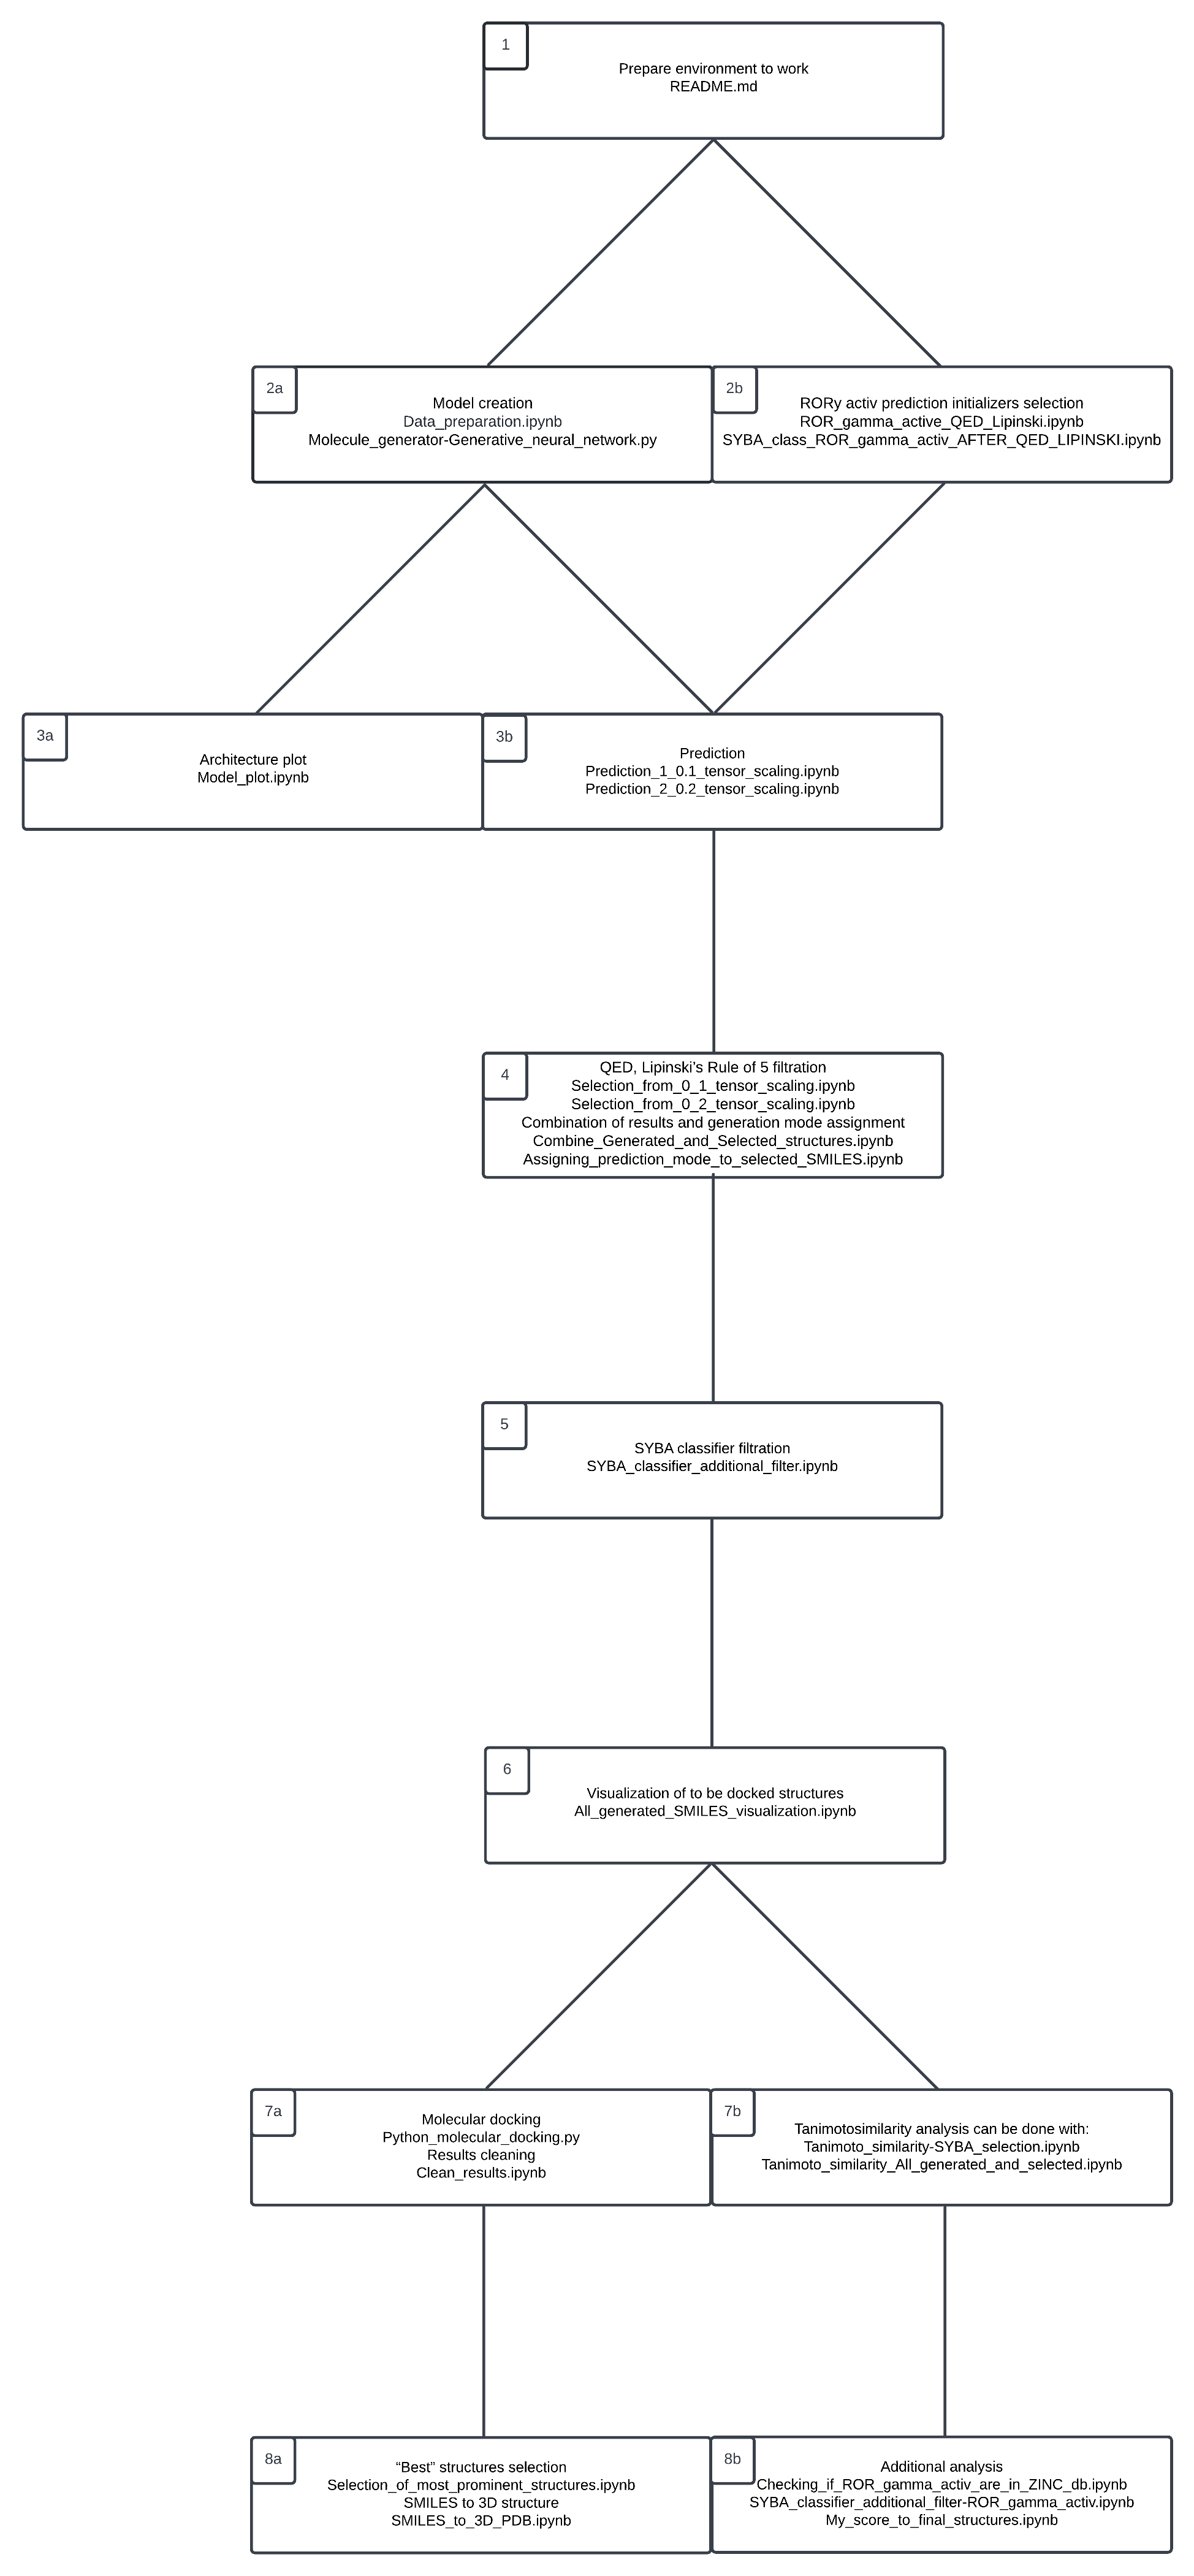 1
Prepare environment to work
README.md
2a
Model creation
Data_preparation.ipynb
Molecule_generator-Generative_neural_network.py
2b
RORy activ prediction initializers selection
ROR_gamma_active_QED_Lipinski.ipynb
SYBA_class_ROR_gamma_activ_AFTER_QED_LIPINSKI.ipynb
3a
Architecture plot
Model_plot.ipynb
3b
Prediction
Prediction_1_0.1_tensor_scaling.ipynb
Prediction_2_0.2_tensor_scaling.ipynb
4
QED, Lipinski’s Rule of 5 filtration
Selection_from_0_1_tensor_scaling.ipynb
Selection_from_0_2_tensor_scaling.ipynb
Combination of results and generation mode assignment
Combine_Generated_and_Selected_structures.ipynb
Assigning_prediction_mode_to_selected_SMILES.ipynb
5
SYBA classifier filtration
SYBA_classifier_additional_filter.ipynb
6
Visualization of to be docked structures
All_generated_SMILES_visualization.ipynb
7a
Molecular docking
Python_molecular_docking.py
Results cleaning
Clean_results.ipynb
7b
Tanimotosimilarity analysis can be done with:
Tanimoto_similarity-SYBA_selection.ipynb
Tanimoto_similarity_All_generated_and_selected.ipynb
8a
“Best” structures selection
Selection_of_most_prominent_structures.ipynb
SMILES to 3D structure
SMILES_to_3D_PDB.ipynb
8b
Additional analysis
Checking_if_ROR_gamma_activ_are_in_ZINC_db.ipynb
SYBA_classifier_additional_filter-ROR_gamma_activ.ipynb
My_score_to_final_structures.ipynb